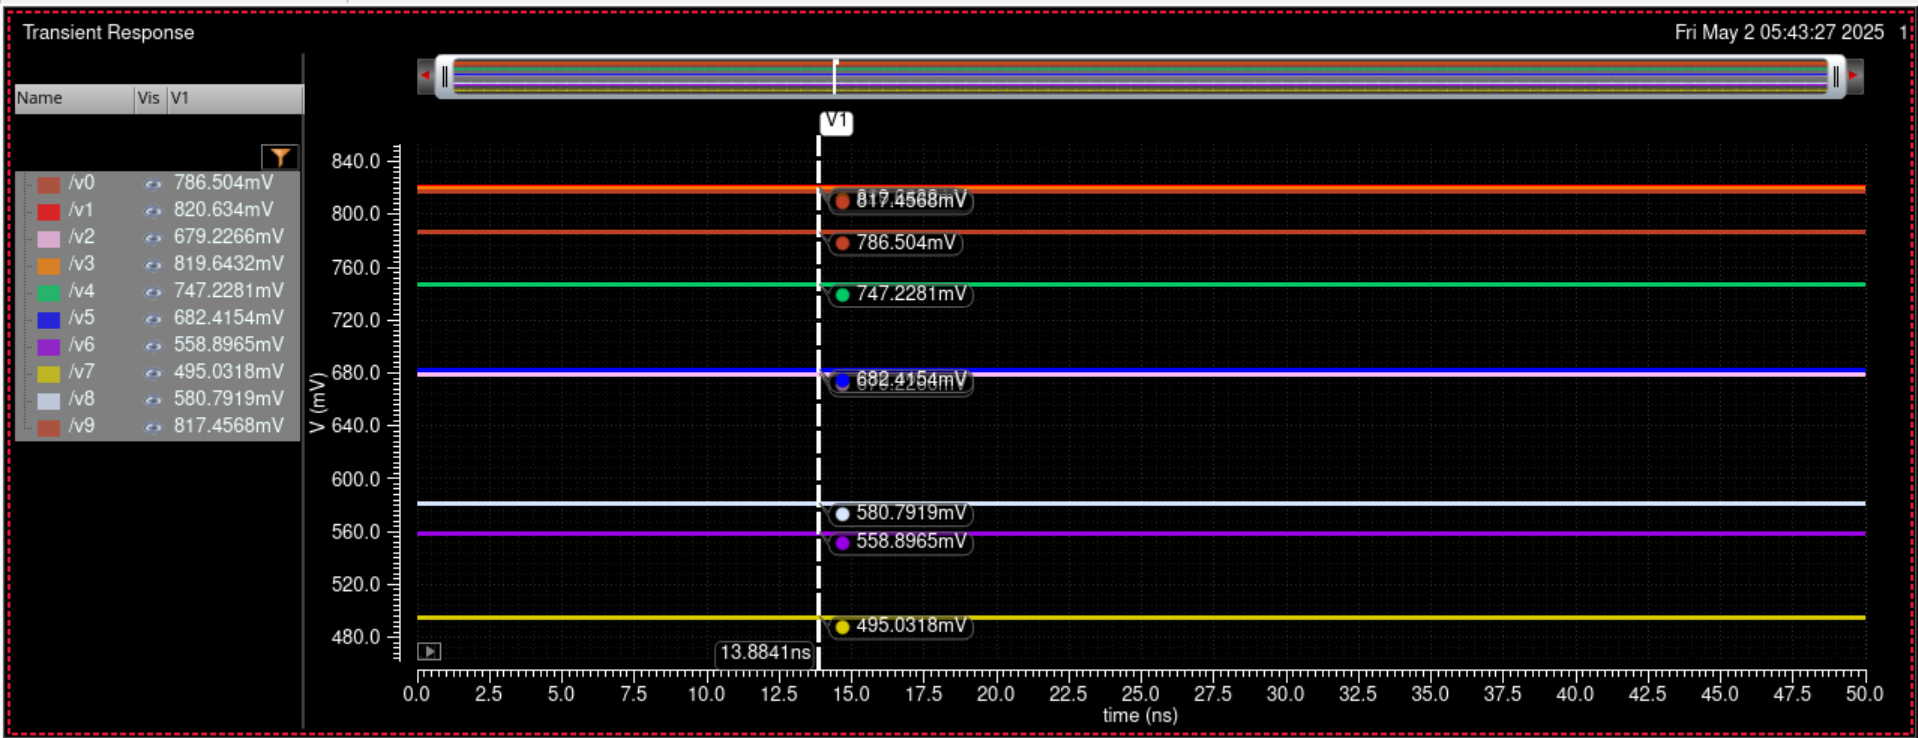 Transient Response
Fri May 2 05:43:27 2025 1
Name Vis V1
/v0 786.504mV
/v1 820.634mV
/v2 679.2266mV
/v3 819.6432mV
/v4 747.2281mV
/v5 682.4154mV
/v6 558.8965mV
/v7 495.0318mV
/v8 580.7919mV
/v9 817.4568mV
V1
840.0
800.0
760.0
720.0
680.0
640.0
600.0
560.0
520.0
480.0
V (mV)
817.4568mV
786.504mV
747.2281mV
682.4154mV
580.7919mV
558.8965mV
495.0318mV
13.8841ns
0.0 2.5 5.0 7.5 10.0 12.5 15.0 17.5 20.0 22.5 25.0 27.5 30.0 32.5 35.0 37.5 40.0 42.5 45.0 47.5 50.0
time (ns)